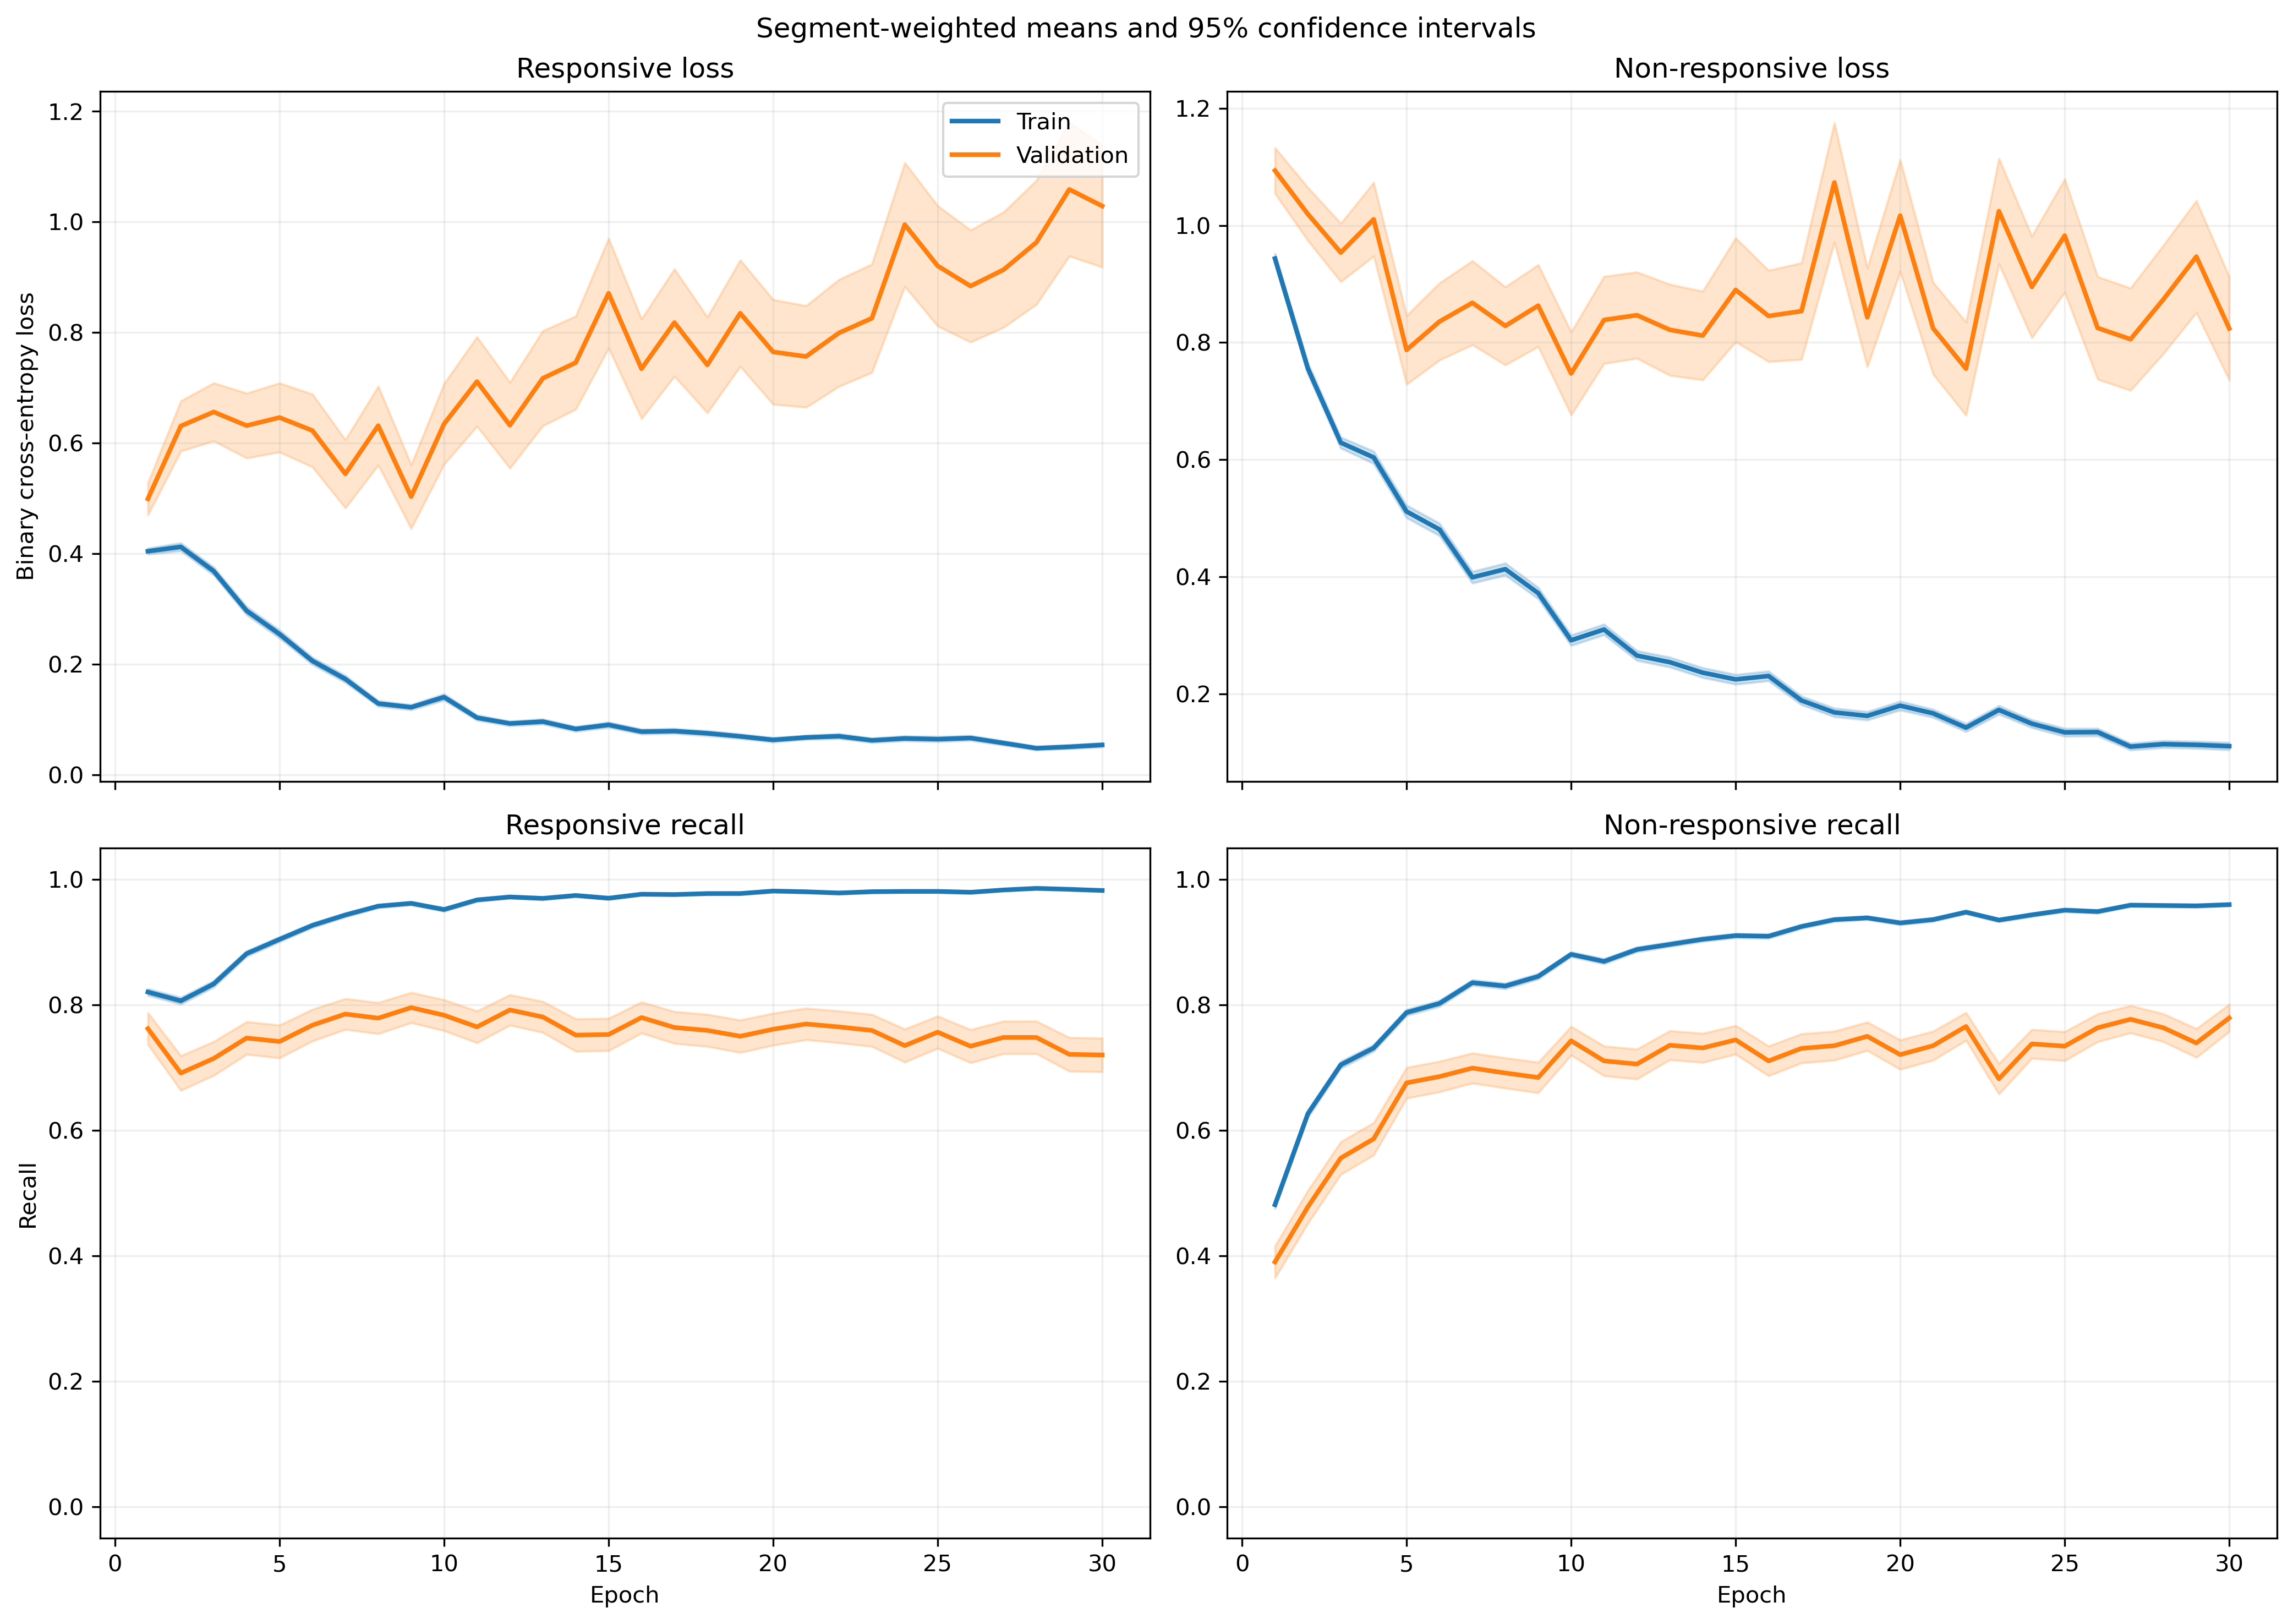 Segment-weighted means and 95% confidence intervals
Responsive loss
Non-responsive loss
Binary cross-entropy loss
1.2
1.0
0.8
0.6
0.4
0.2
0.0
Train
Validation
1.2
1.0
0.8
0.6
0.4
0.2
Responsive recall
Non-responsive recall
Recall
1.0
0.8
0.6
0.4
0.2
0.0
0 5 10 15 20 25 30
Epoch
1.0
0.8
0.6
0.4
0.2
0.0
0 5 10 15 20 25 30
Epoch